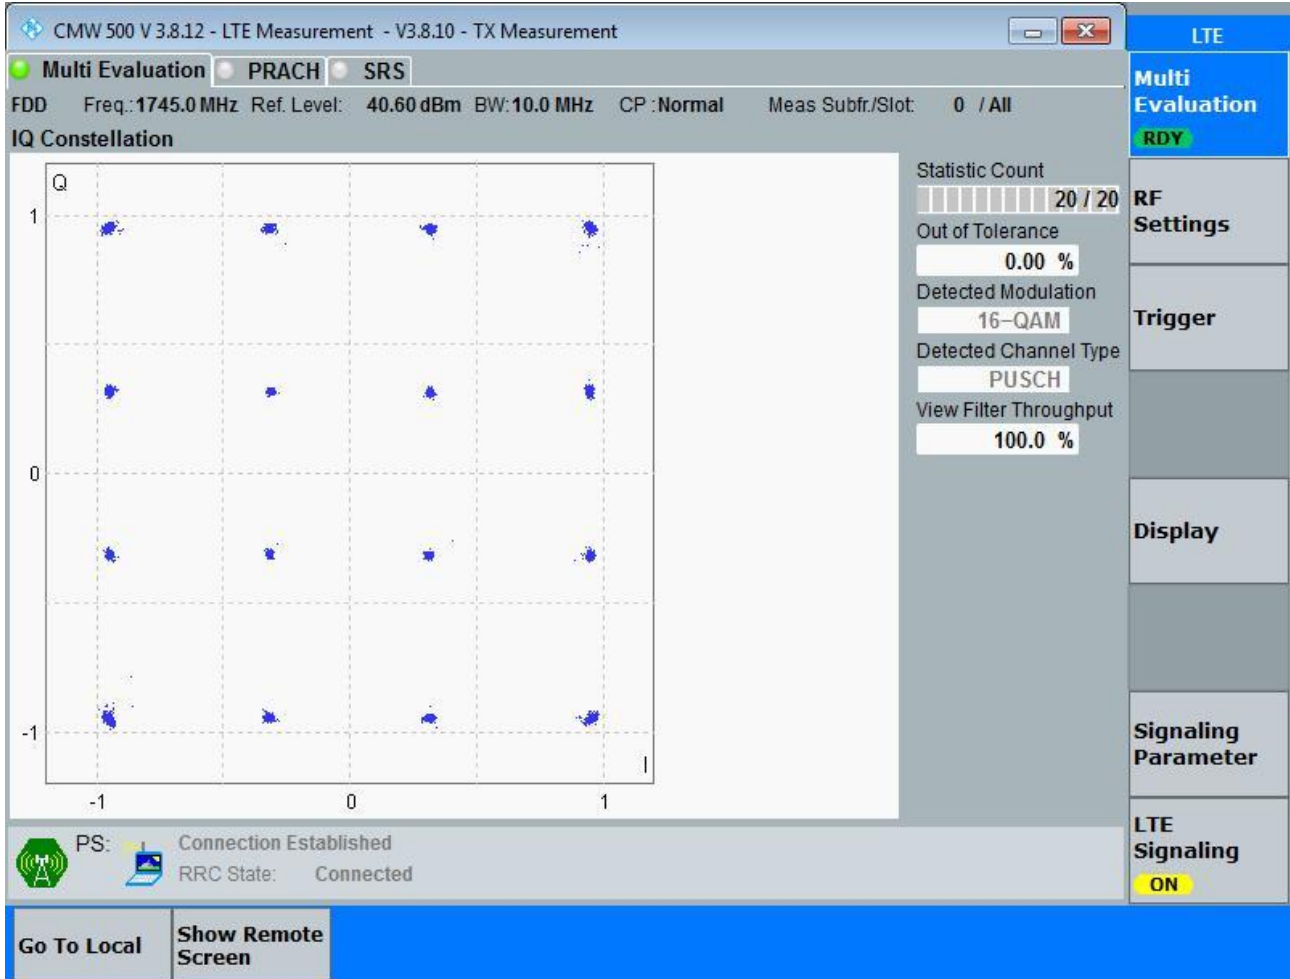 CMW 500 V 3.8.12 - LTE Measurement - V3.8.10 - TX Measurement
LTE
Multi Evaluation PRACH SRS
FDD Freq.:1745.0 MHz Ref. Level: 40.60 dBm BW:10.0 MHz CP :Normal Meas Subfr./Slot: 0 / All
IQ Constellation
Q
1
0
-1
I
-1 0 1
Statistic Count
20 / 20
Out of Tolerance
0.00 %
Detected Modulation
16-QAM
Detected Channel Type
PUSCH
View Filter Throughput
100.0 %
Multi
Evaluation
RDY
RF
Settings
Trigger
Display
Signaling
Parameter
LTE
Signaling
ON
PS: Connection Established
RRC State: Connected
Go To Local
Show Remote
Screen